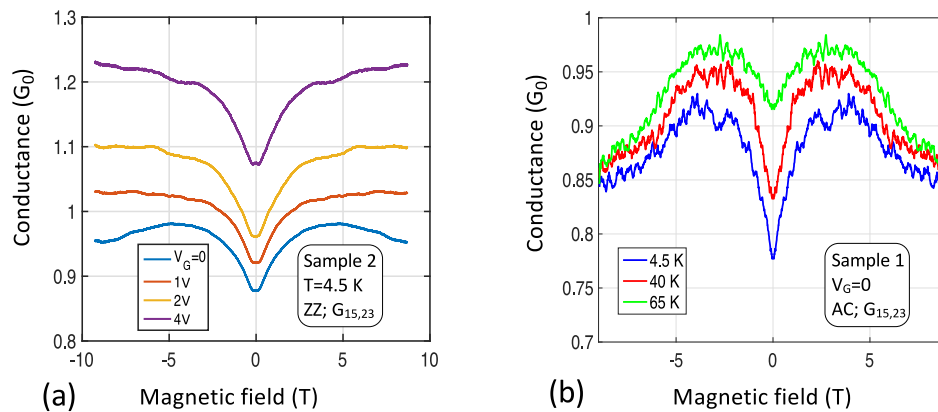 1.3
1.2
1.1
1
0.9
0.8
Conductance (G₀)
V_G=0
1V
2V
4V
Sample 2
T=4.5 K
ZZ; G₁₅,₂₃
-10
-5
0
5
10
(a)
Magnetic field (T)
1
0.95
0.9
0.85
0.8
0.75
0.7
Conductance (G₀)
4.5 K
40 K
65 K
Sample 1
V_G=0
AC; G₁₅,₂₃
-5
0
5
(b)
Magnetic field (T)